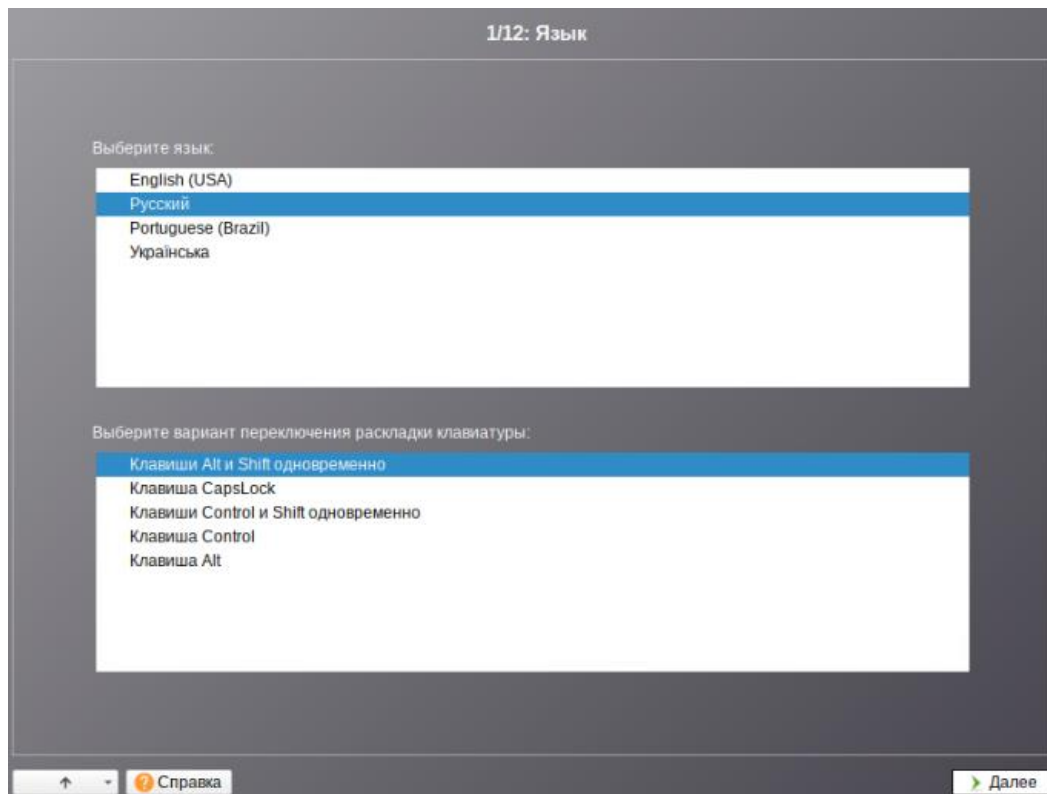 1/12: Язык
Выберите язык:
English (USA)
Русский
Portuguese (Brazil)
Українська
Выберите вариант переключения раскладки клавиатуры:
Клавиши Alt и Shift одновременно
Клавиша CapsLock
Клавиши Control и Shift одновременно
Клавиша Control
Клавиша Alt
Справка
Далее